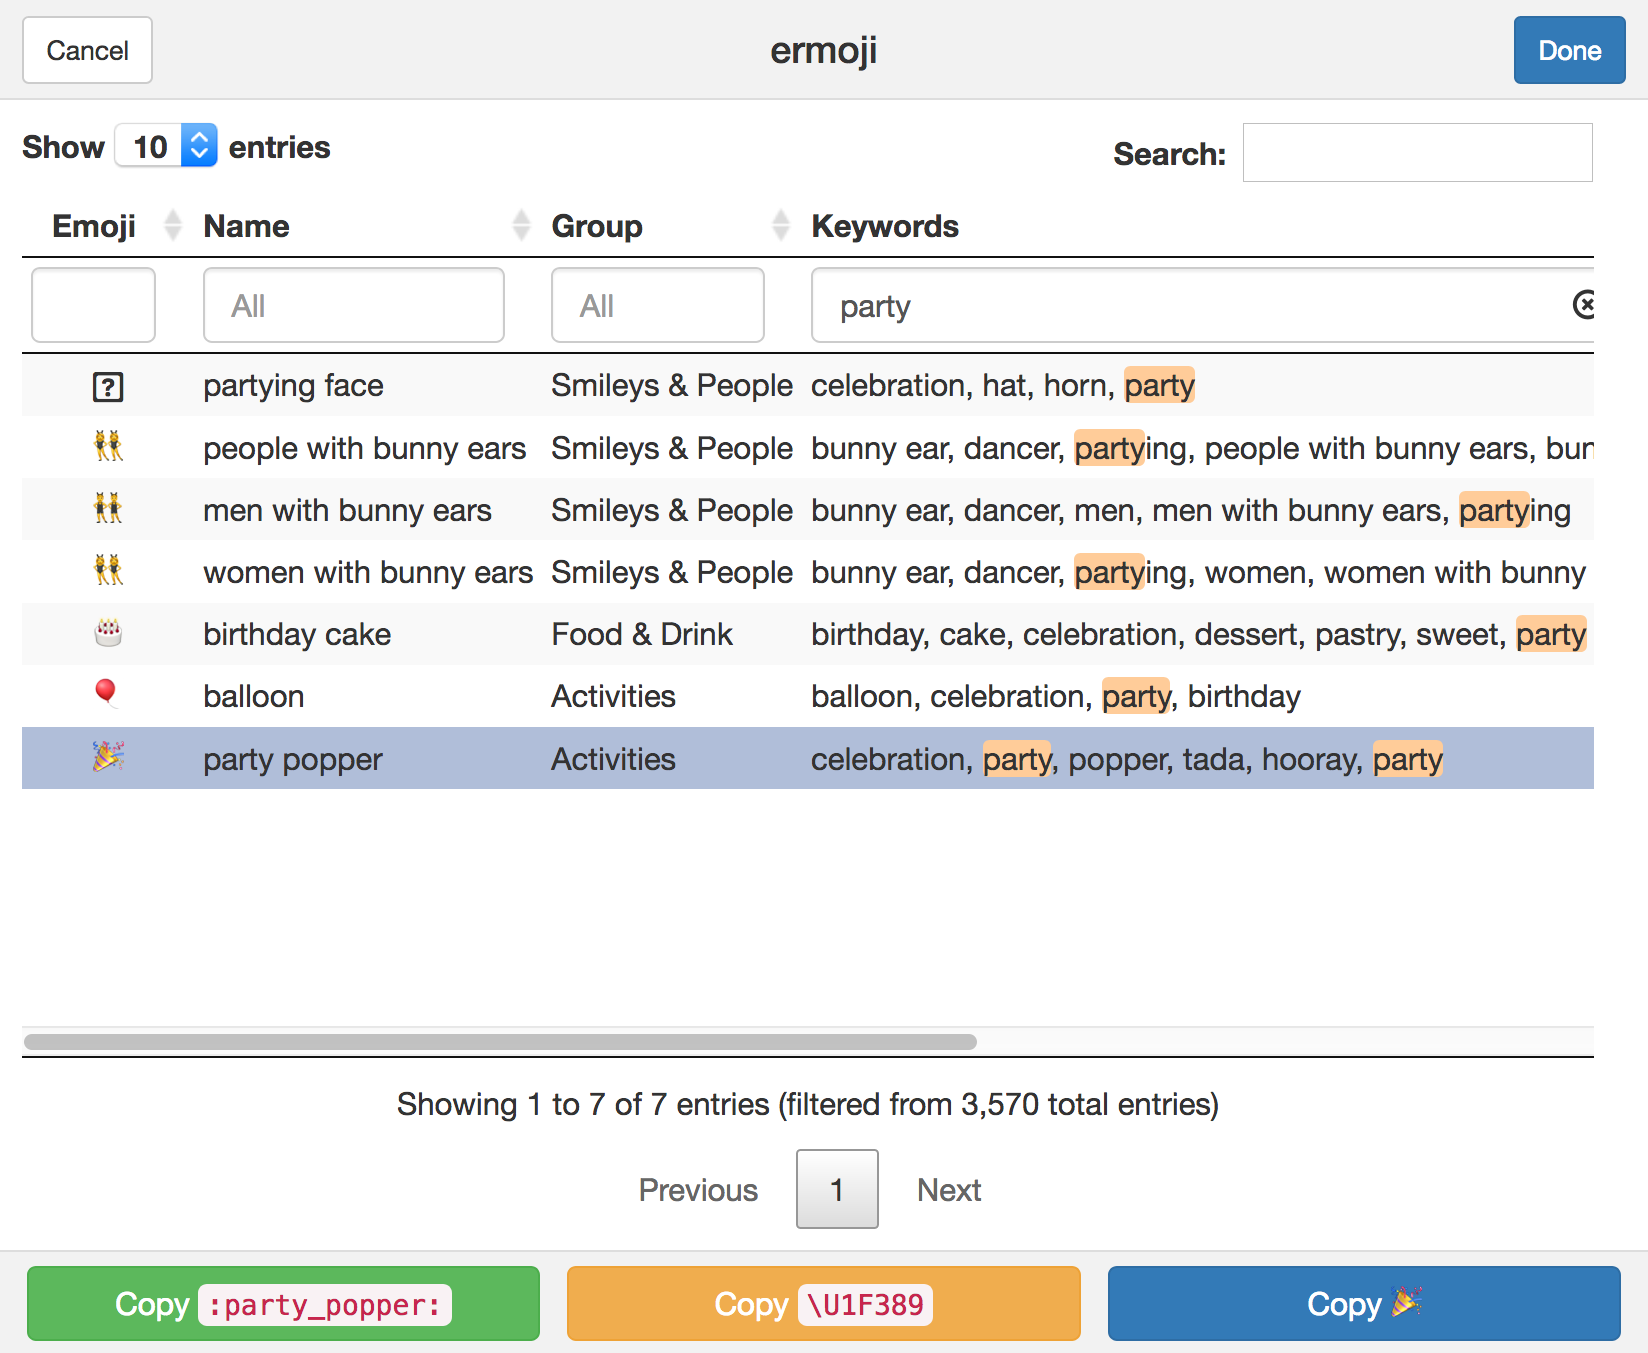 Cancel ermoji Done
Show 10 entries Search:
Emoji Name Group Keywords
All All party
partying face Smileys & People celebration, hat, horn, party
people with bunny ears Smileys & People bunny ear, dancer, partying, people with bunny ears, bun
men with bunny ears Smileys & People bunny ear, dancer, men, men with bunny ears, partying
women with bunny ears Smileys & People bunny ear, dancer, partying, women, women with bunny
birthday cake Food & Drink birthday, cake, celebration, dessert, pastry, sweet, party
balloon Activities balloon, celebration, party, birthday
party popper Activities celebration, party, popper, tada, hooray, party
Showing 1 to 7 of 7 entries (filtered from 3,570 total entries)
Previous 1 Next
Copy :party_popper: Copy \U1F389 Copy 🎉